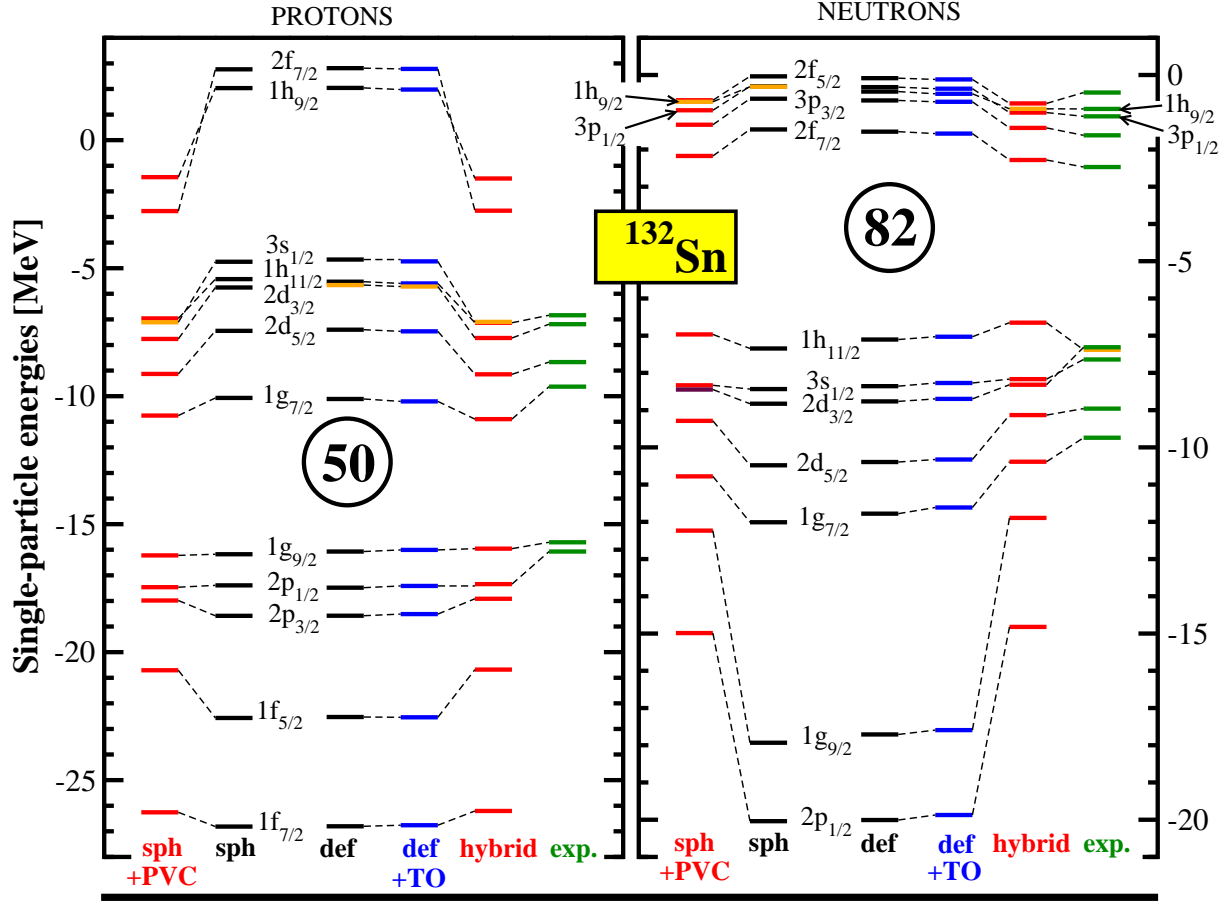 PROTONS
NEUTRONS
Single-particle energies [MeV]
0
-5
-10
-15
-20
-25
2f7/2
1h9/2
3s1/2
1h11/2
2d3/2
2d5/2
1g7/2
50
1g9/2
2p1/2
2p3/2
1f5/2
1f7/2
sph
+PVC
sph
def
def
+TO
hybrid
exp.
132Sn
1h9/2
3p1/2
2f5/2
3p3/2
2f7/2
82
1h11/2
3s1/2
2d3/2
2d5/2
1g7/2
1g9/2
2p1/2
sph
+PVC
sph
def
def
+TO
hybrid
exp.
0
1h9/2
3p1/2
-5
-10
-15
-20